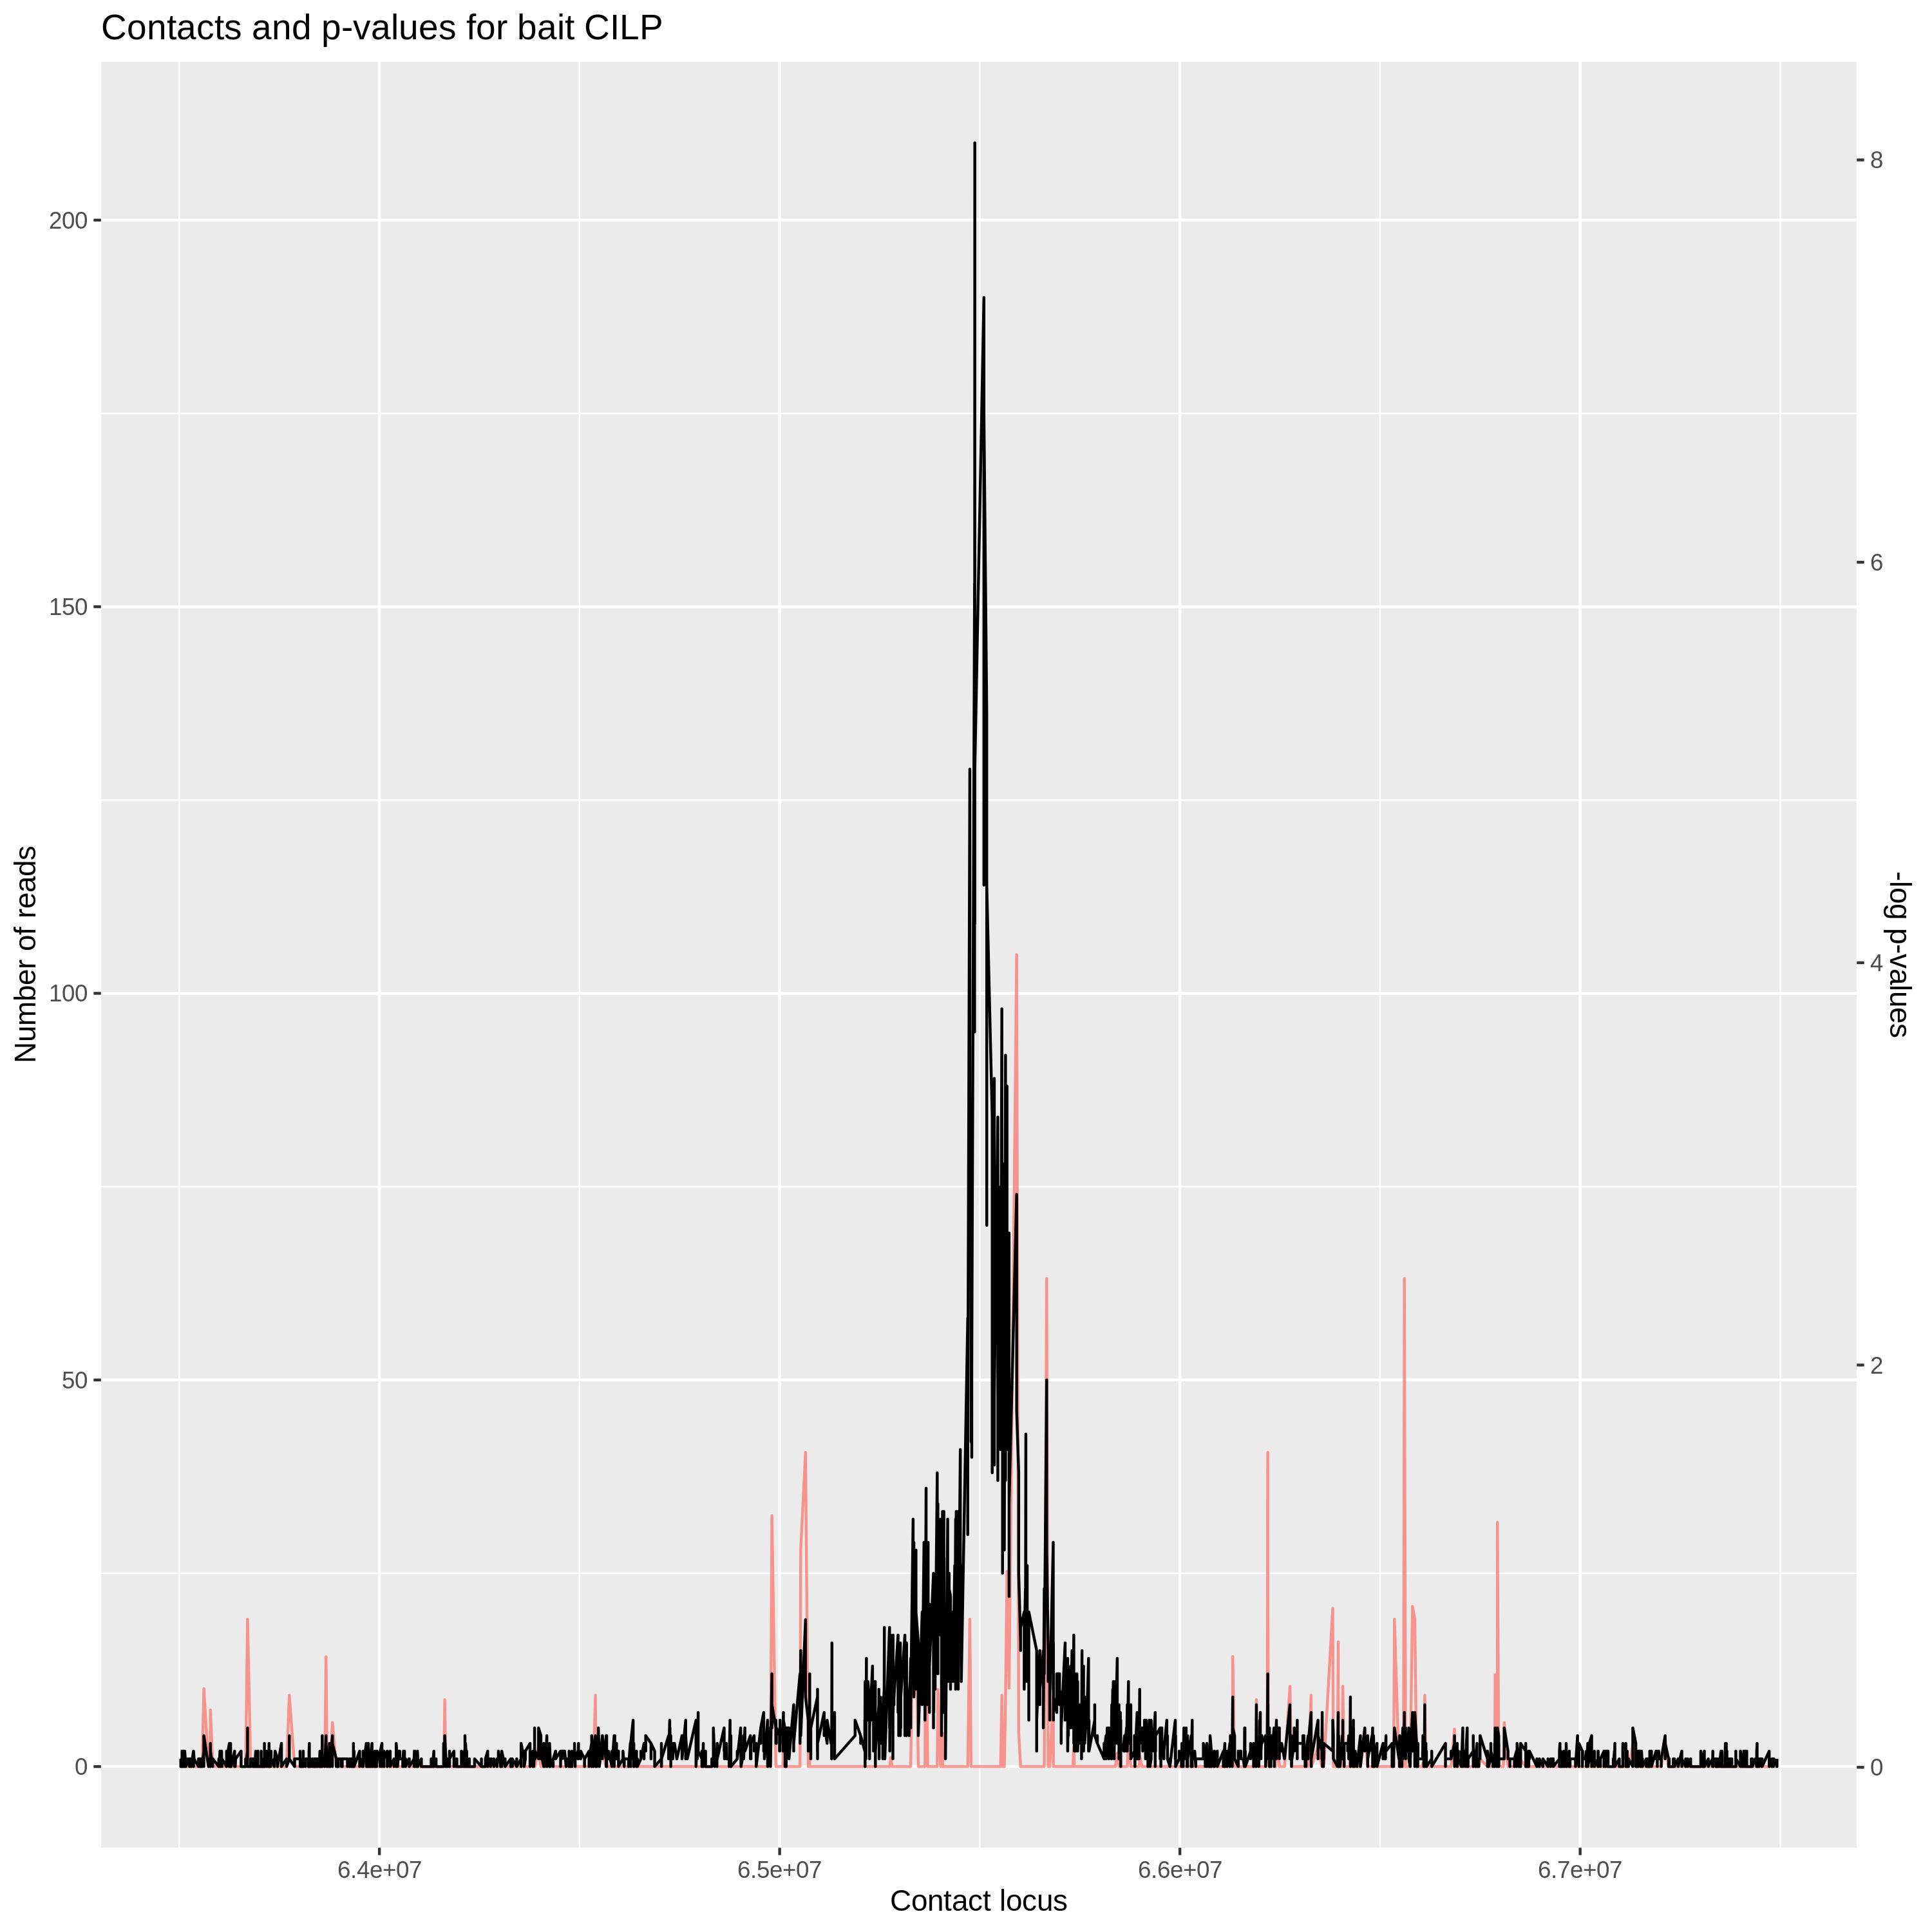 Contacts and p-values for bait CILP
Number of reads
200
150
100
50
0
8
6
4
2
0
-log p-values
6.4e+07
6.5e+07
6.6e+07
6.7e+07
Contact locus